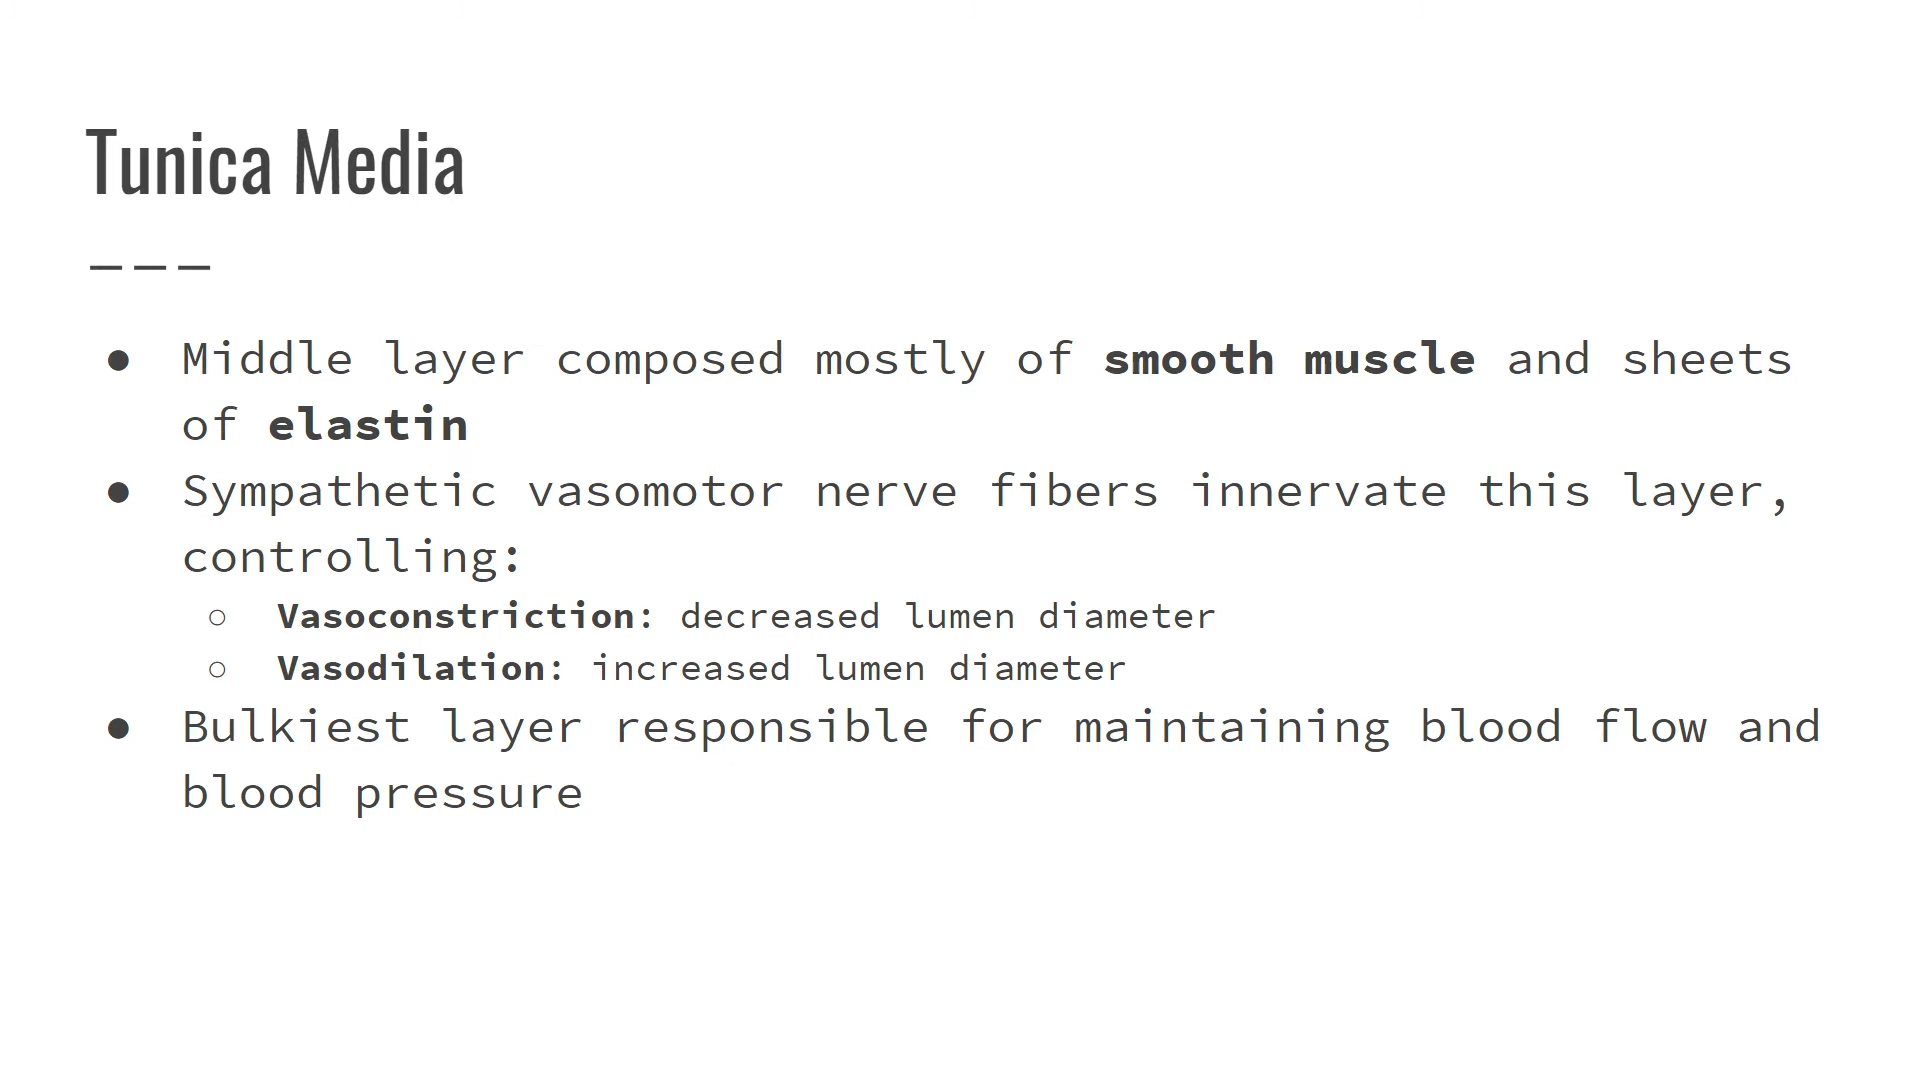 Tunica Media
● Middle layer composed mostly of smooth muscle and sheets
of elastin
● Sympathetic vasomotor nerve fibers innervate this layer,
controlling:
○ Vasoconstriction: decreased lumen diameter
○ Vasodilation: increased lumen diameter
● Bulkiest layer responsible for maintaining blood flow and
blood pressure